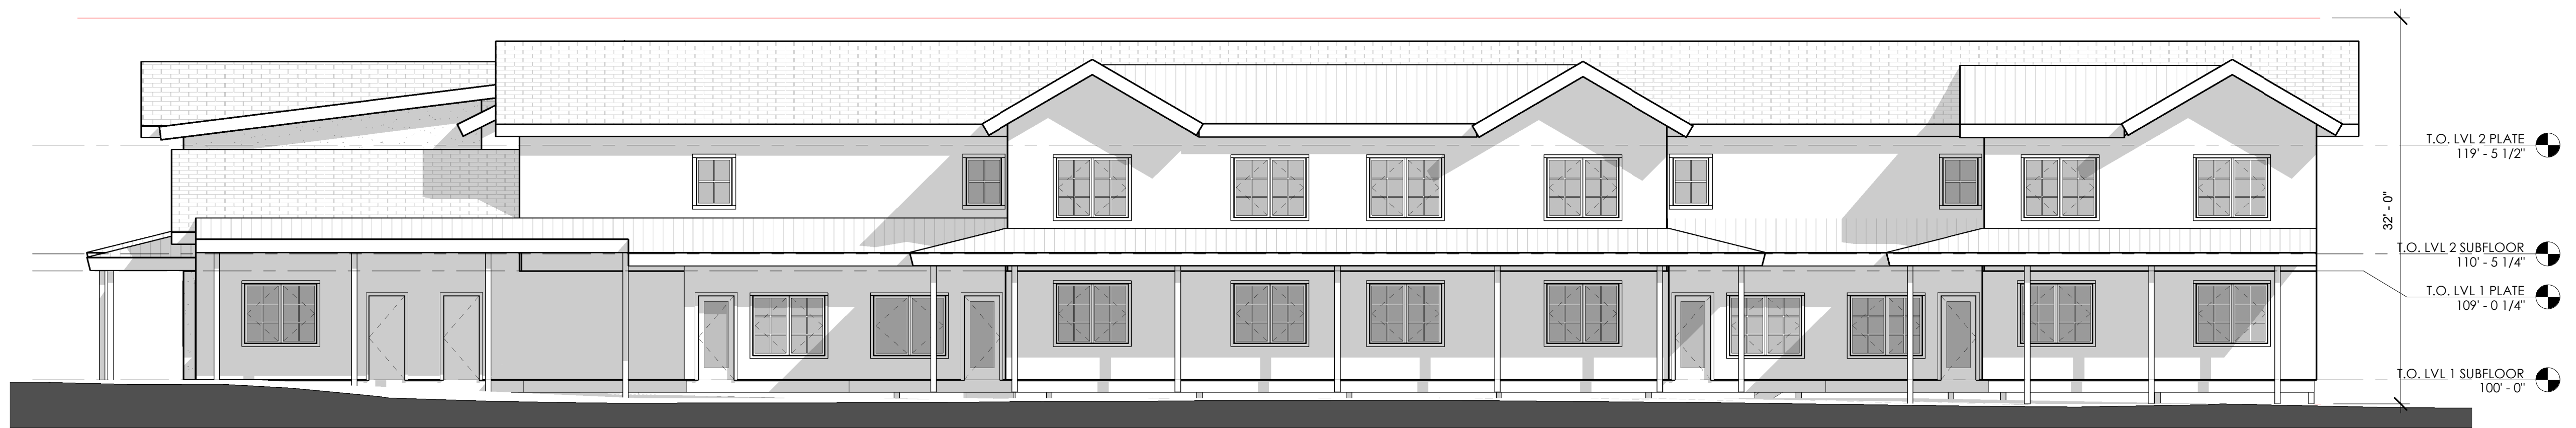 T.O. LVL 2 PLATE
119' - 5 1/2"
32' - 0"
T.O. LVL 2 SUBFLOOR
110' - 5 1/4"
T.O. LVL 1 PLATE
109' - 0 1/4"
T.O. LVL 1 SUBFLOOR
100' - 0"